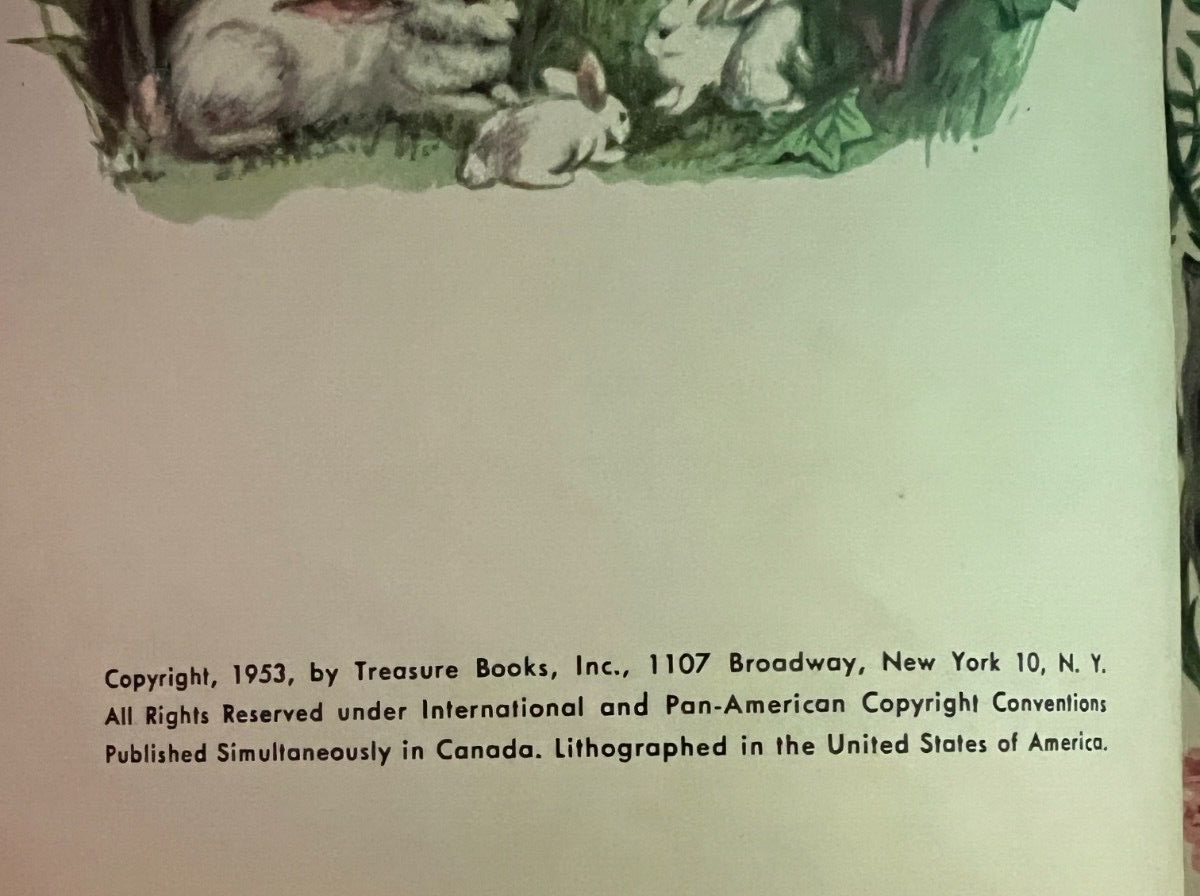 Copyright, 1953, by Treasure Books, Inc., 1107 Broadway, New York 10, N. Y.
All Rights Reserved under International and Pan-American Copyright Conventions
Published Simultaneously in Canada. Lithographed in the United States of America.